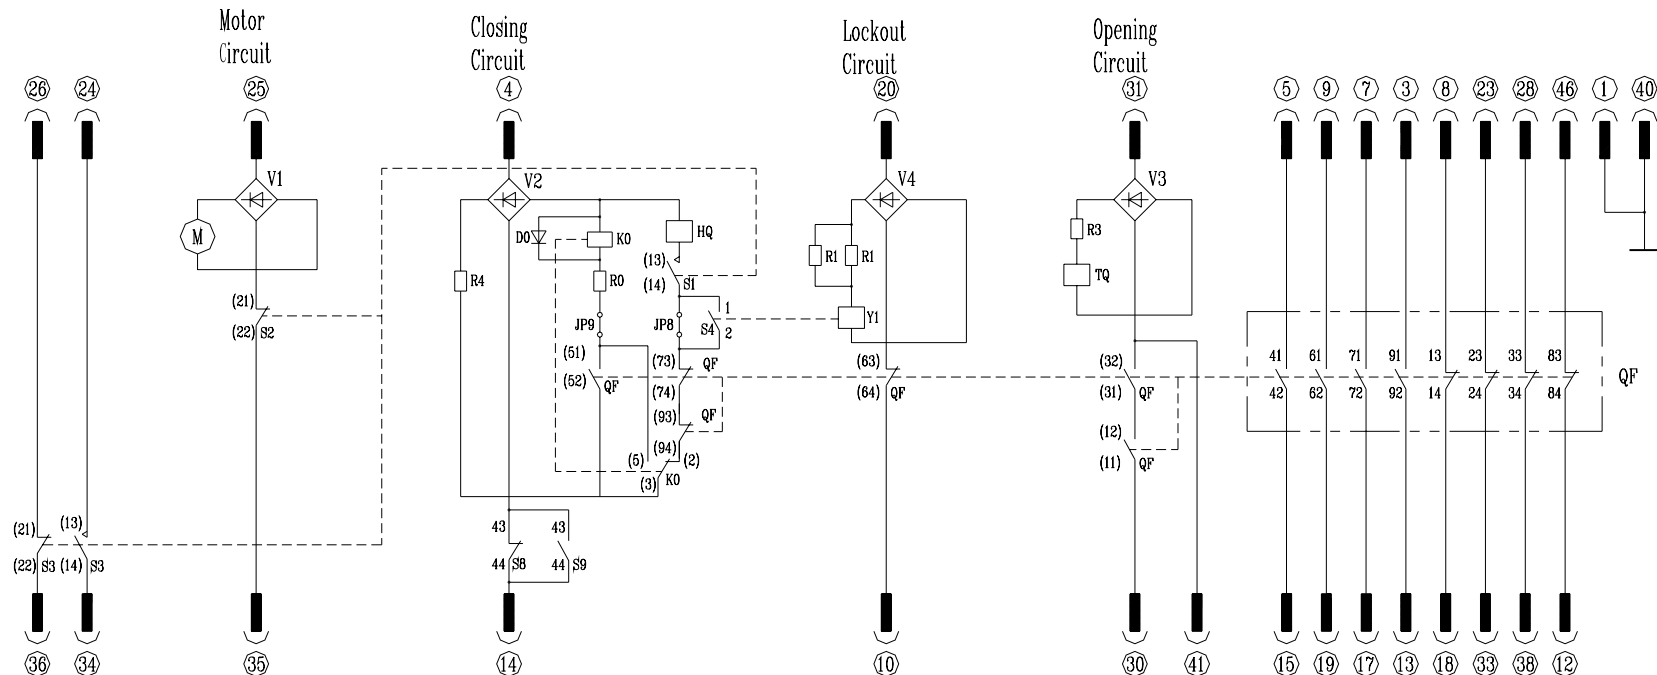 Motor
Circuit
Closing
Circuit
Lockout
Circuit
Opening
Circuit
26 24 25 4 20 31 5 9 7 3 8 23 28 46 1 40
V1 V2 V4 V3
M D0 K0 HQ R3
(13)
R4 R0 (14) S1 R1 R1 TQ
(21) 1
(22) S2 JP9 JP8 S4 2 Y1
(51) (73) QF (63) (32) 41 61 71 91 13 23 33 83
(52) QF (74) (64) QF (31) QF 42 62 72 92 14 24 34 84 QF
(93) QF (12)
(94)
(5) (2) (11) QF
(3) K0
(21) (13) 43 43
(22) S3 (14) S3 44 S8 44 S9
36 34 35 14 10 30 41 15 19 17 13 18 33 38 12